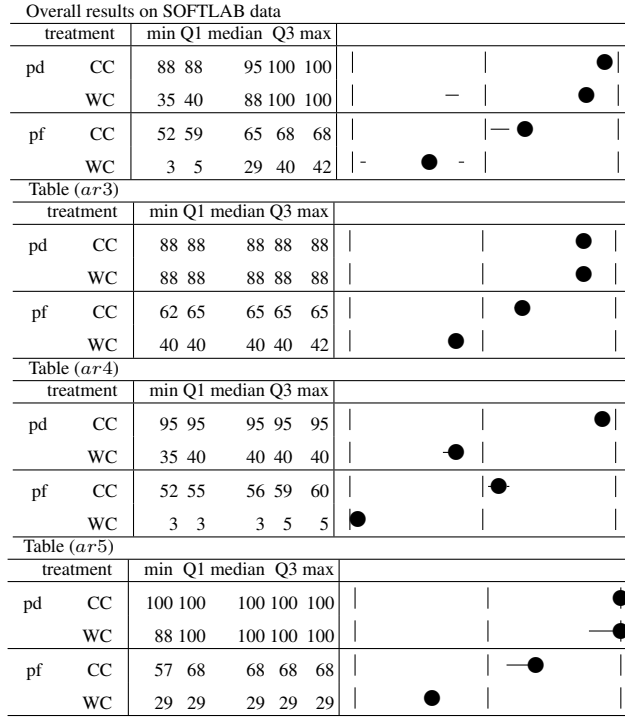 Overall results on SOFTLAB data
treatment min Q1 median Q3 max
pd CC 88 88 95 100 100
WC 35 40 88 100 100
pf CC 52 59 65 68 68
WC 3 5 29 40 42
Table (ar3)
treatment min Q1 median Q3 max
pd CC 88 88 88 88 88
WC 88 88 88 88 88
pf CC 62 65 65 65 65
WC 40 40 40 40 42
Table (ar4)
treatment min Q1 median Q3 max
pd CC 95 95 95 95 95
WC 35 40 40 40 40
pf CC 52 55 56 59 60
WC 3 3 3 5 5
Table (ar5)
treatment min Q1 median Q3 max
pd CC 100 100 100 100 100
WC 88 100 100 100 100
pf CC 57 68 68 68 68
WC 29 29 29 29 29